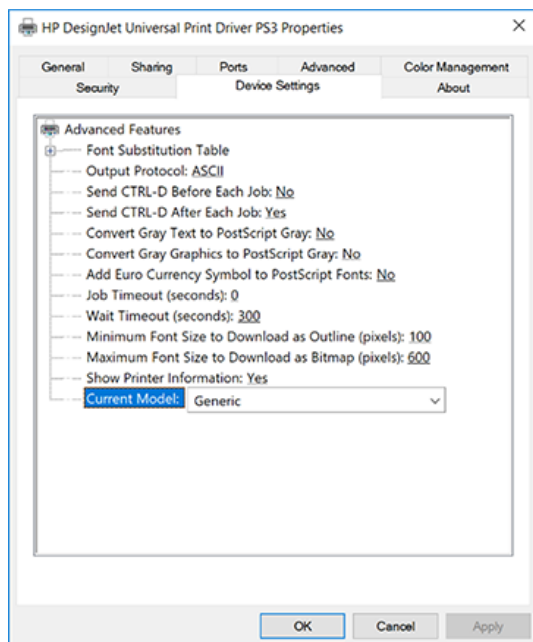 HP DesignJet Universal Print Driver PS3 Properties
General Sharing Ports Advanced Color Management
Security Device Settings About
Advanced Features
Font Substitution Table
Output Protocol: ASCII
Send CTRL-D Before Each Job: No
Send CTRL-D After Each Job: Yes
Convert Gray Text to PostScript Gray: No
Convert Gray Graphics to PostScript Gray: No
Add Euro Currency Symbol to PostScript Fonts: No
Job Timeout (seconds): 0
Wait Timeout (seconds): 300
Minimum Font Size to Download as Outline (pixels): 100
Maximum Font Size to Download as Bitmap (pixels): 600
Show Printer Information: Yes
Current Model: Generic
OK Cancel Apply